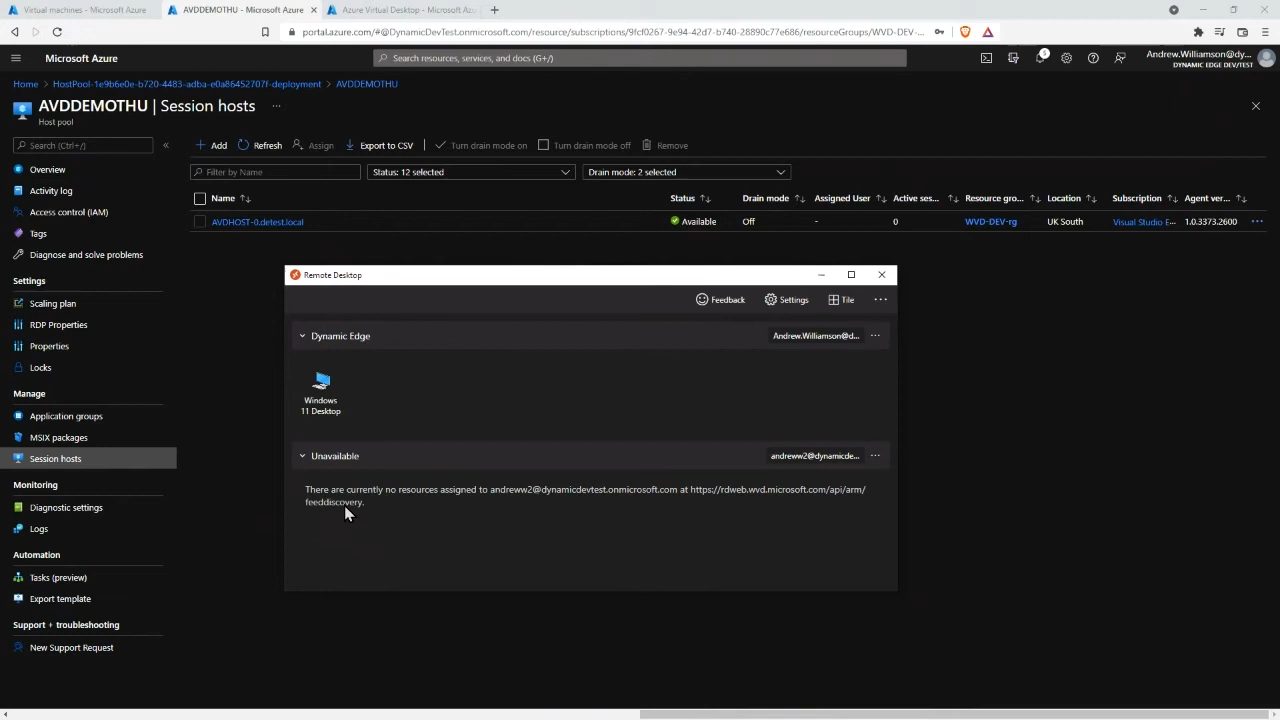 Virtual machines - Microsoft Azure
AVDDEMOTHU - Microsoft Azure
Azure Virtual Desktop - Microsoft Az
portal.azure.com/#@DynamicDevTest.onmicrosoft.com/resource/subscriptions/9fcf0267-9e94-42d7-b740-28890c77e686/resourceGroups/WVD-DEV-...
Microsoft Azure
Search resources, services, and docs (G+/)
5
Andrew.Williamson@dy...
DYNAMIC EDGE DEV/TEST
Home > HostPool-1e9b6e0e-b720-4483-adba-e0a86452707f-deployment > AVDDEMOTHU
AVDDEMOTHU | Session hosts ...
Host pool
Search (Ctrl+/)
Overview
Activity log
Access control (IAM)
Tags
Diagnose and solve problems
Settings
Scaling plan
RDP Properties
Properties
Locks
Manage
Application groups
MSIX packages
Session hosts
Monitoring
Diagnostic settings
Logs
Automation
Tasks (preview)
Export template
Support + troubleshooting
New Support Request
Add Refresh Assign Export to CSV Turn drain mode on Turn drain mode off Remove
Filter by Name Status: 12 selected Drain mode: 2 selected
Name Status Drain mode Assigned User Active ses... Resource gro... Location Subscription Agent ver...
AVDHOST-0.detest.local Available Off - 0 WVD-DEV-rg UK South Visual Studio E... 1.0.3373.2600 ...
Remote Desktop
Feedback Settings Tile ...
Dynamic Edge Andrew.Williamson@d... ...
Windows
11 Desktop
Unavailable andreww2@dynamicde... ...
There are currently no resources assigned to andreww2@dynamicdevtest.onmicrosoft.com at https://rdweb.wvd.microsoft.com/api/arm/
feeddiscovery.